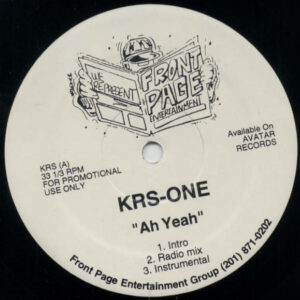 WE
REPRESENT
FRONT
PAGE
ENTERTAINMENT
KRS (A)
33 1/3 RPM
FOR PROMOTIONAL
USE ONLY
Available On
AVATAR
RECORDS
KRS-ONE
"Ah Yeah"
1. Intro
2. Radio mix
3. Instrumental
Front Page Entertainment Group (201) 871-0202